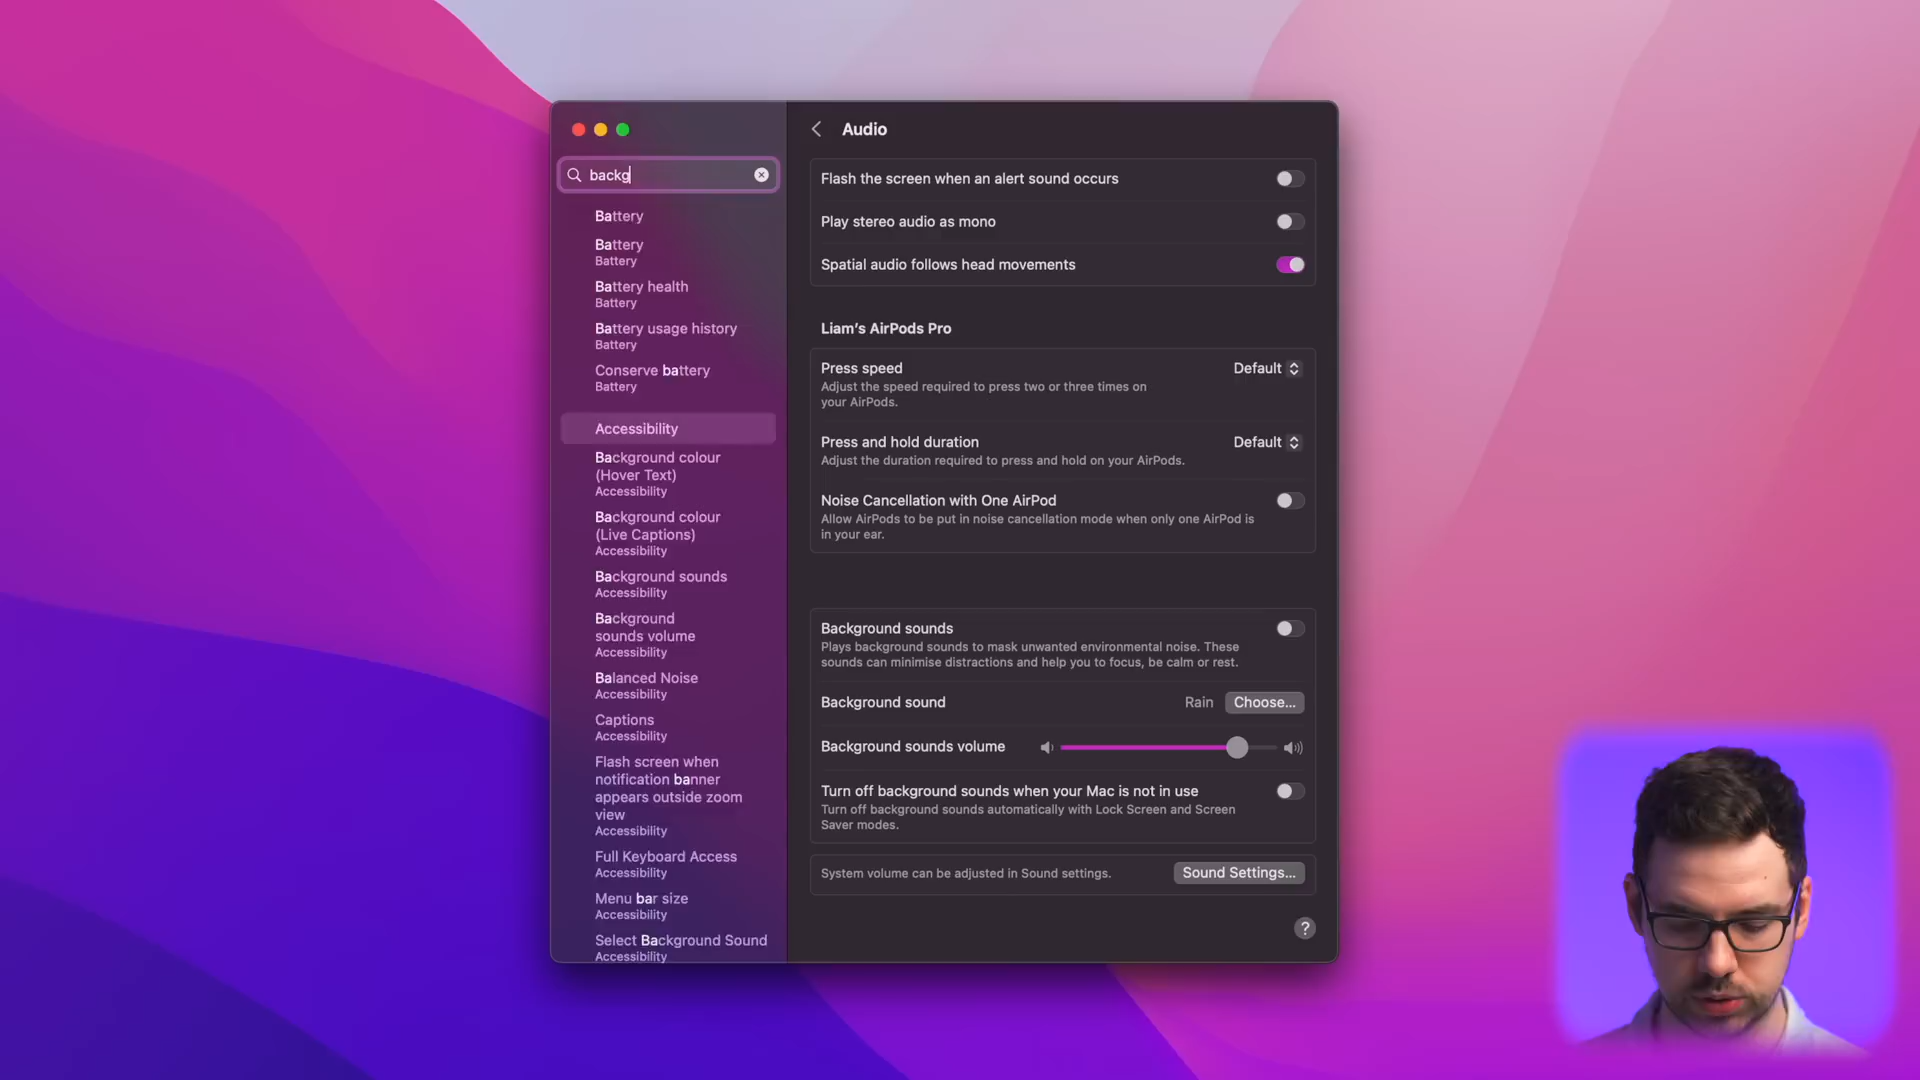 backg
Battery
Battery
Battery
Battery health
Battery
Battery usage history
Battery
Conserve battery
Battery
Accessibility
Background colour
(Hover Text)
Accessibility
Background colour
(Live Captions)
Accessibility
Background sounds
Accessibility
Background
sounds volume
Accessibility
Balanced Noise
Accessibility
Captions
Accessibility
Flash screen when
notification banner
appears outside zoom
view
Accessibility
Full Keyboard Access
Accessibility
Menu bar size
Accessibility
Select Background Sound
Accessibility
Audio
Flash the screen when an alert sound occurs
Play stereo audio as mono
Spatial audio follows head movements
Liam's AirPods Pro
Press speed
Default
Adjust the speed required to press two or three times on
your AirPods.
Press and hold duration
Default
Adjust the duration required to press and hold on your AirPods.
Noise Cancellation with One AirPod
Allow AirPods to be put in noise cancellation mode when only one AirPod is
in your ear.
Background sounds
Plays background sounds to mask unwanted environmental noise. These
sounds can minimise distractions and help you to focus, be calm or rest.
Background sound
Rain
Choose...
Background sounds volume
Turn off background sounds when your Mac is not in use
Turn off background sounds automatically with Lock Screen and Screen
Saver modes.
System volume can be adjusted in Sound settings.
Sound Settings...
?